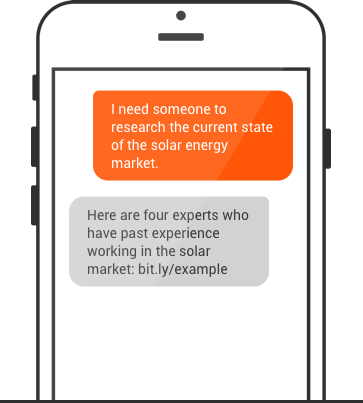 I need someone to
research the current state
of the solar energy
market.
Here are four experts who
have past experience
working in the solar
market: bit.ly/example